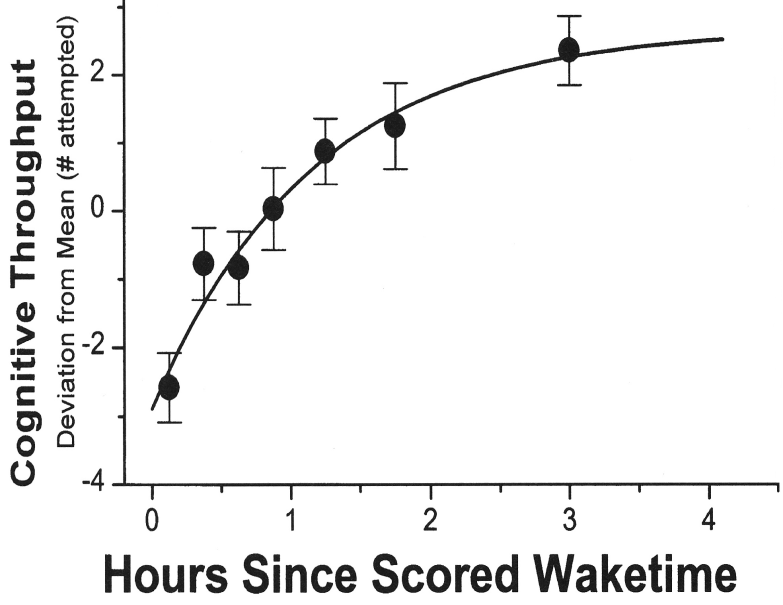 Cognitive Throughput
Deviation from Mean (# attempted)
2
0
-2
-4
0 1 2 3 4
Hours Since Scored Waketime